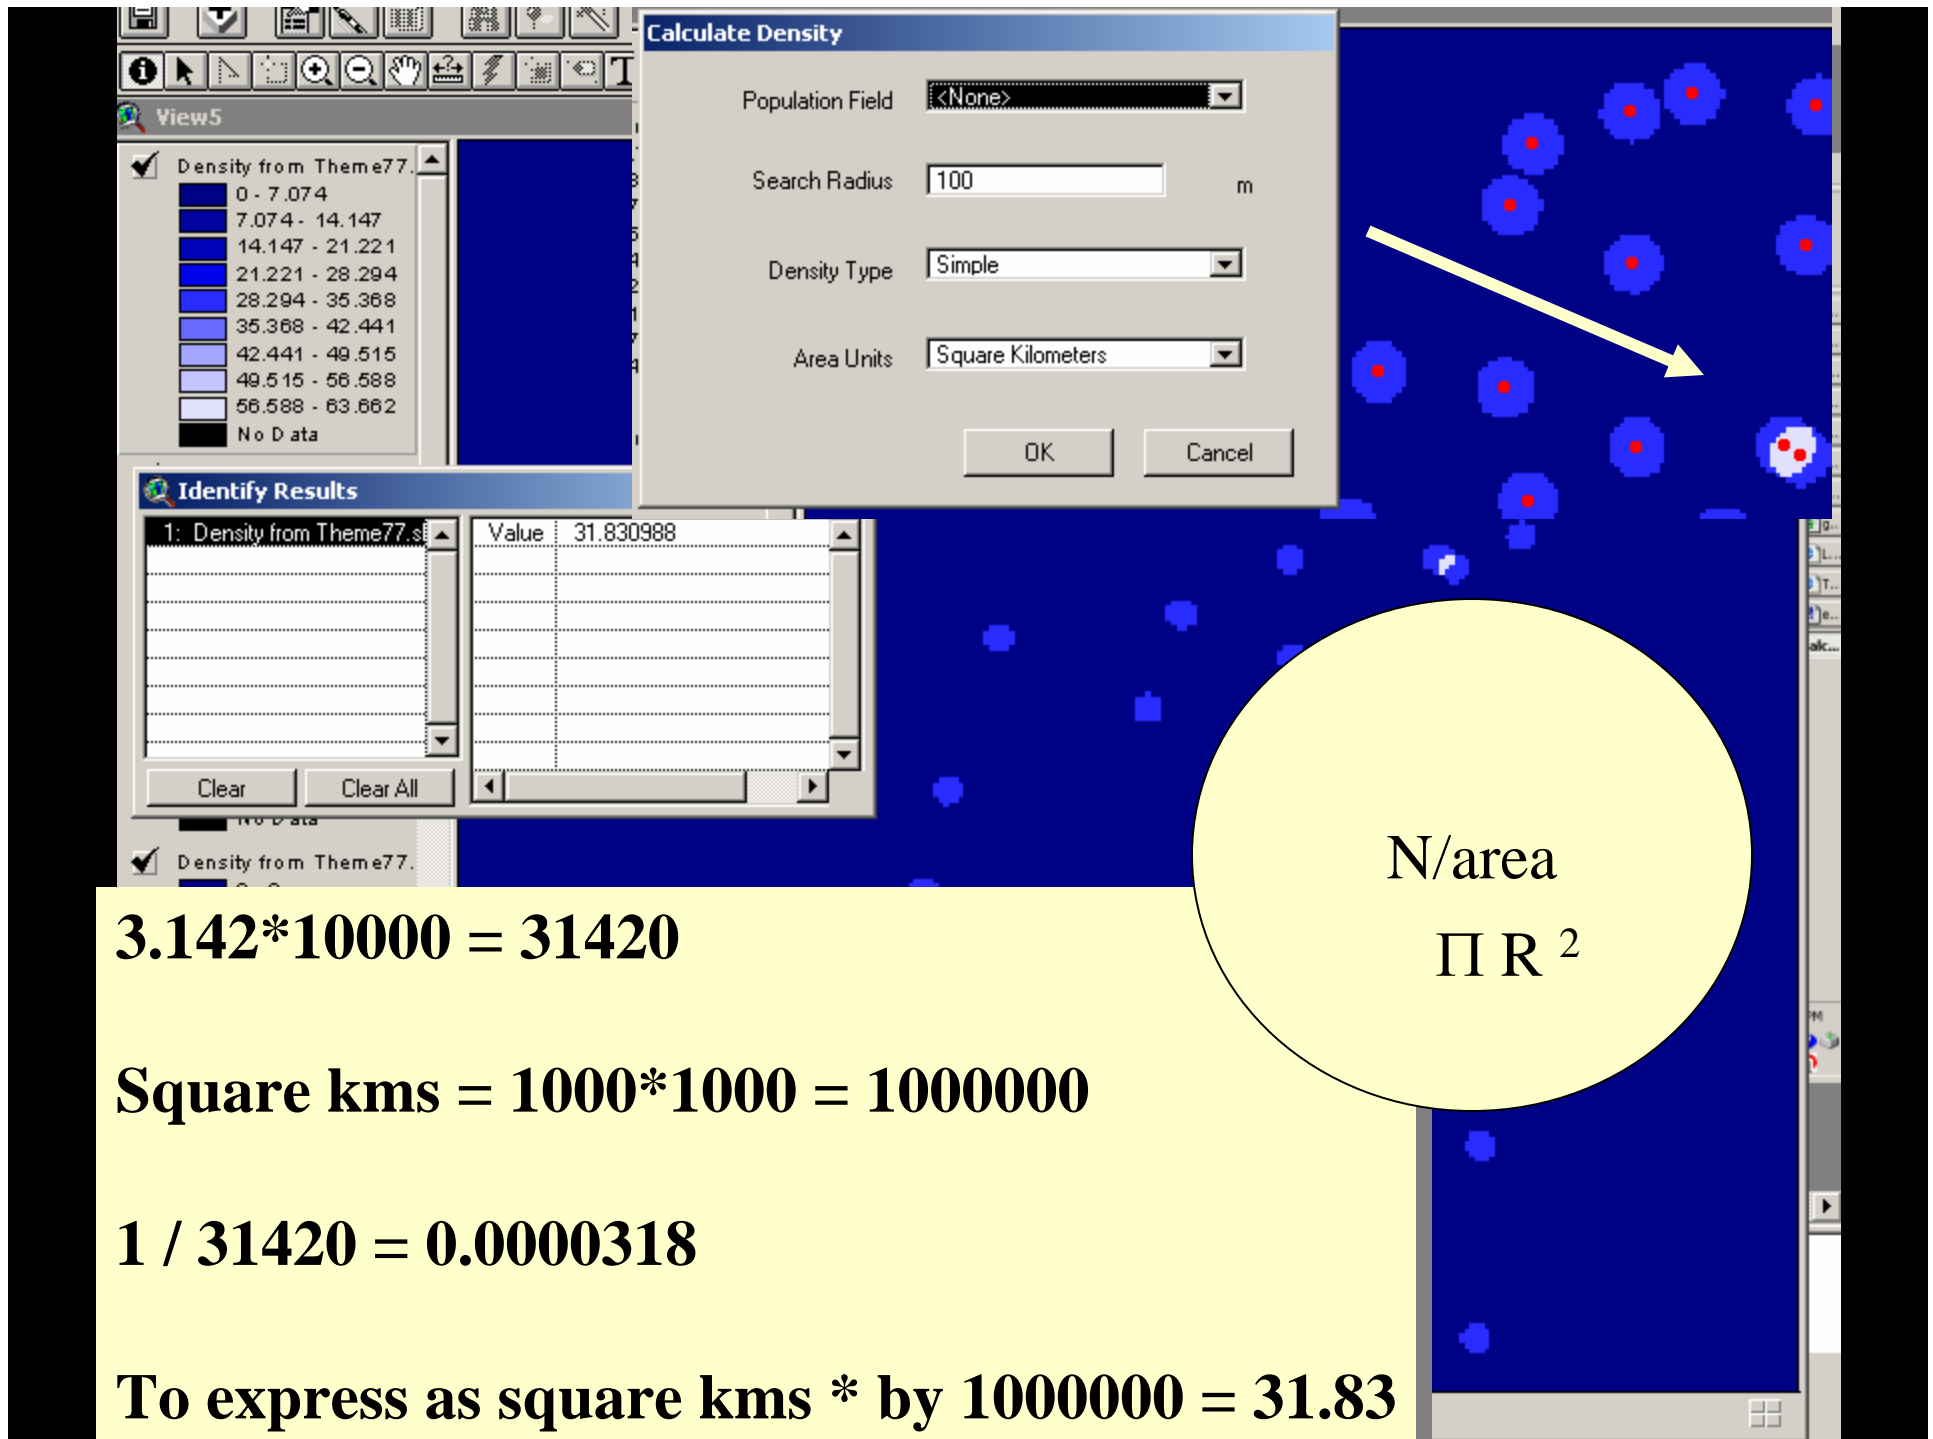 Calculate Density
Population Field <None>
Search Radius 100 m
Density Type Simple
Area Units Square Kilometers
OK Cancel
View5
Density from Theme77.
0 - 7.074
7.074 - 14.147
14.147 - 21.221
21.221 - 28.294
28.294 - 35.368
35.368 - 42.441
42.441 - 49.515
49.515 - 56.588
56.588 - 63.662
No Data
Identify Results
1: Density from Theme77.s
Value 31.830988
Clear Clear All
No Data
Density from Theme77.
N/area
Π R ²
3.142*10000 = 31420
Square kms = 1000*1000 = 1000000
1 / 31420 = 0.0000318
To express as square kms * by 1000000 = 31.83